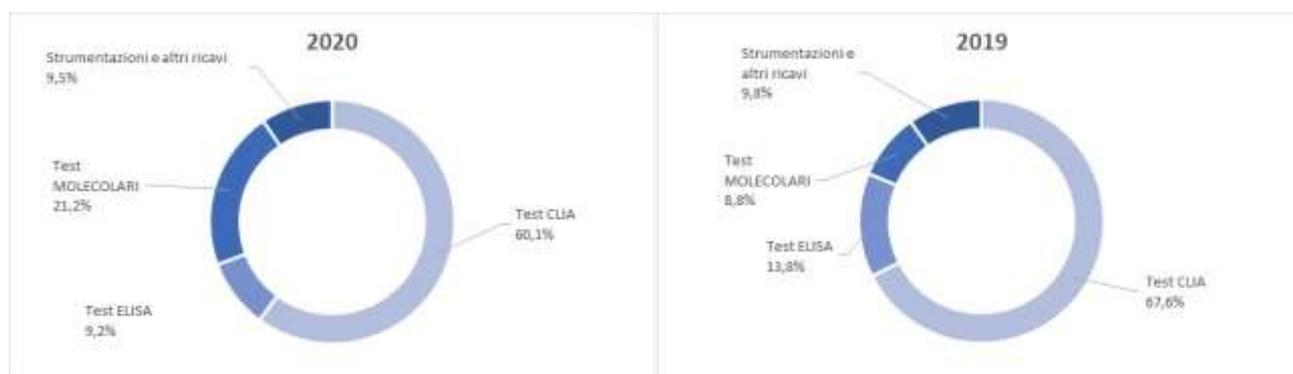 2020
Strumentazioni e altri ricavi
9,5%
Test
MOLECOLARI
21,2%
Test CLIA
60,1%
Test ELISA
9,2%
2019
Strumentazioni e
altri ricavi
9,8%
Test
MOLECOLARI
8,8%
Test ELISA
13,8%
Test CLIA
67,6%